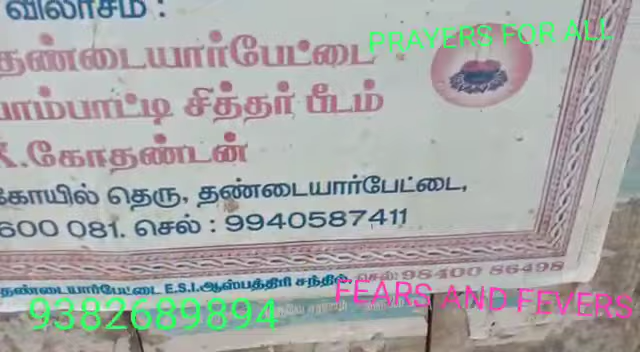 விலாசம் :
PRAYERS FOR ALL
தண்டையார்பேட்டை
பாம்பாட்டி சித்தர் பீடம்
K.கோதண்டன்
கோயில் தெரு, தண்டையார்பேட்டை,
600 081. செல் : 9940587411
தண்டையார்பேட்டை E.S.I.ஆஸ்பத்திரி சந்தில், செல்: 98400 86498
FEARS AND FEVERS
9382689894